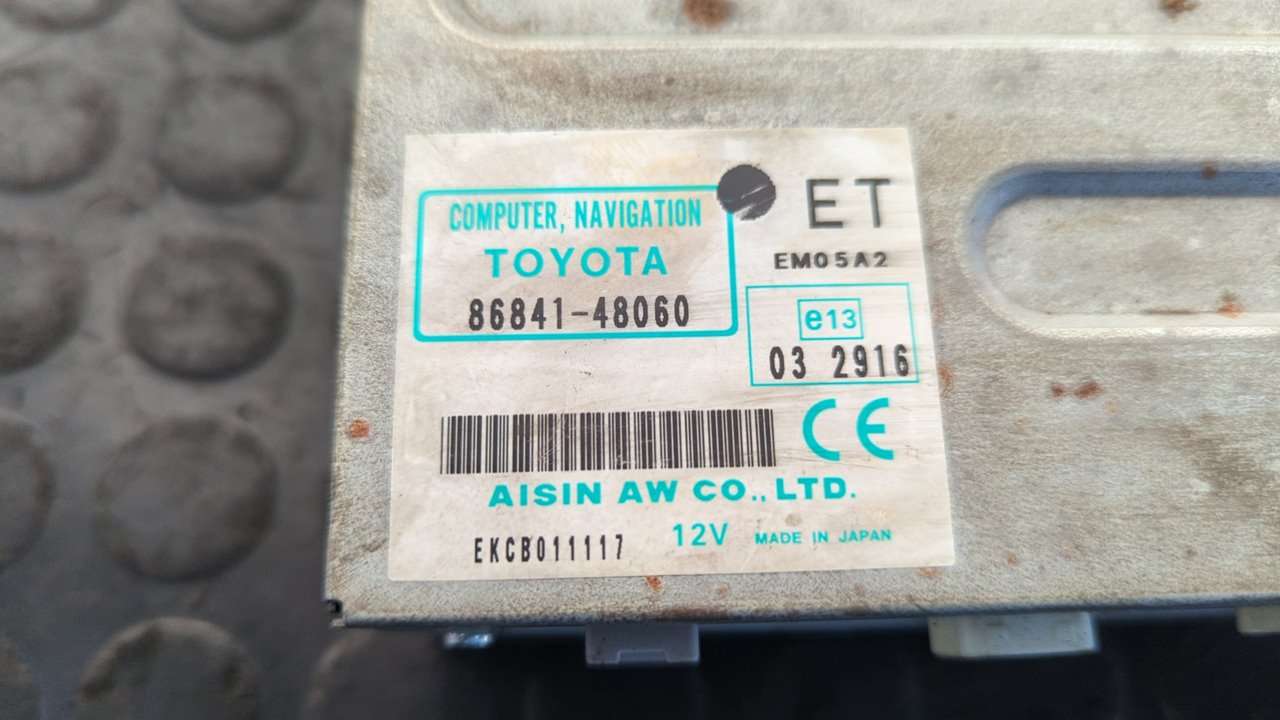 COMPUTER, NAVIGATION
TOYOTA
86841-48060
ET
EM05A2
e13
03 2916
CE
AISIN AW CO., LTD.
EKCB011117
12V
MADE IN JAPAN